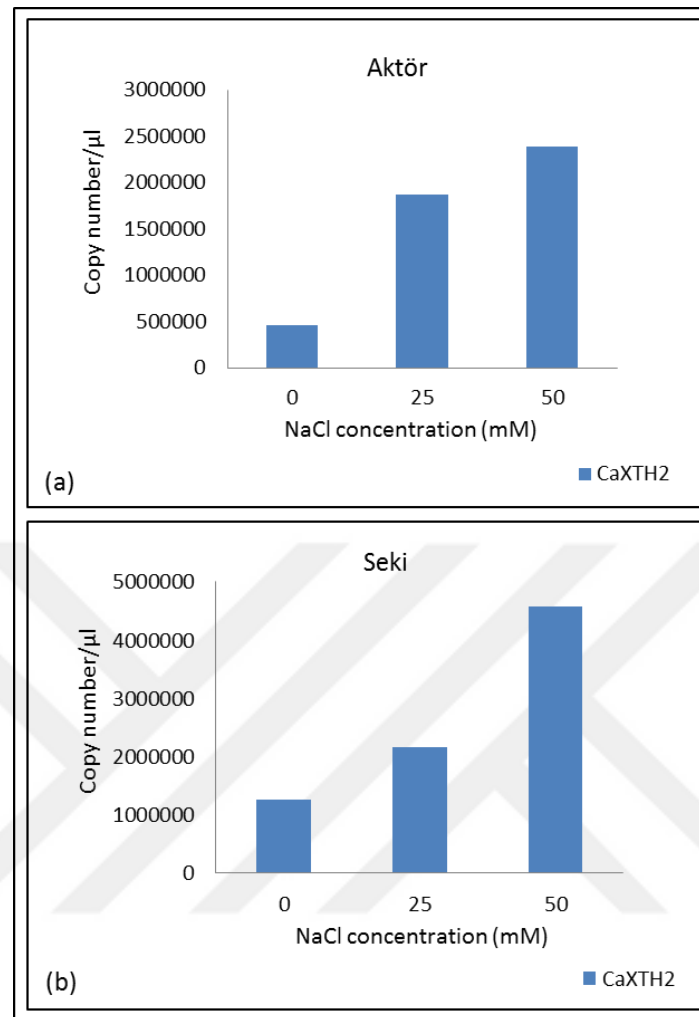 Aktör
Copy number/µl
3000000
2500000
2000000
1500000
1000000
500000
0
0 25 50
NaCl concentration (mM)
(a)
CaXTH2
Seki
Copy number/µl
5000000
4000000
3000000
2000000
1000000
0
0 25 50
NaCl concentration (mM)
(b)
CaXTH2